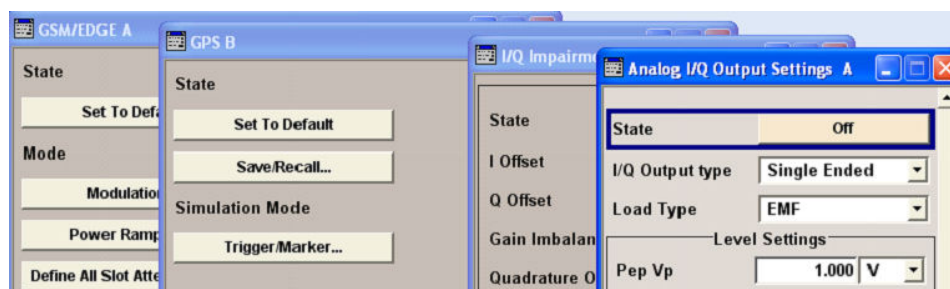 GSM/EDGE A
State
Set To Defa
Mode
Modulation
Power Ramp
Define All Slot Atte
GPS B
State
Set To Default
Save/Recall...
Simulation Mode
Trigger/Marker...
I/Q Impairme
State
I Offset
Q Offset
Gain Imbalan
Quadrature O
Analog I/Q Output Settings A
State Off
I/Q Output type Single Ended
Load Type EMF
Level Settings
Pep Vp 1.000 V